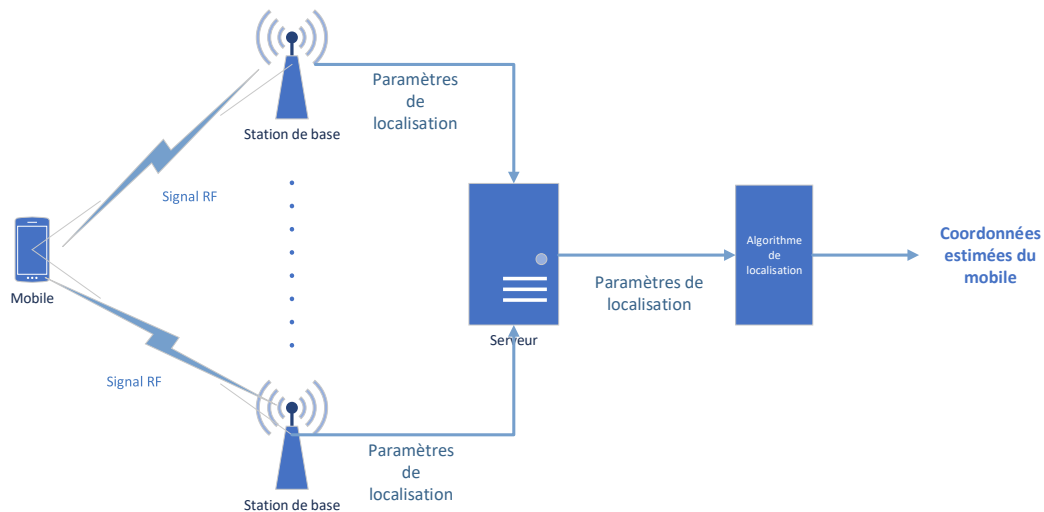 Station de base
Paramètres
de
localisation
Signal RF
Mobile
Algorithme
de
localisation
Coordonnées
estimées du
mobile
Paramètres de
localisation
Serveur
Signal RF
Station de base
Paramètres
de
localisation